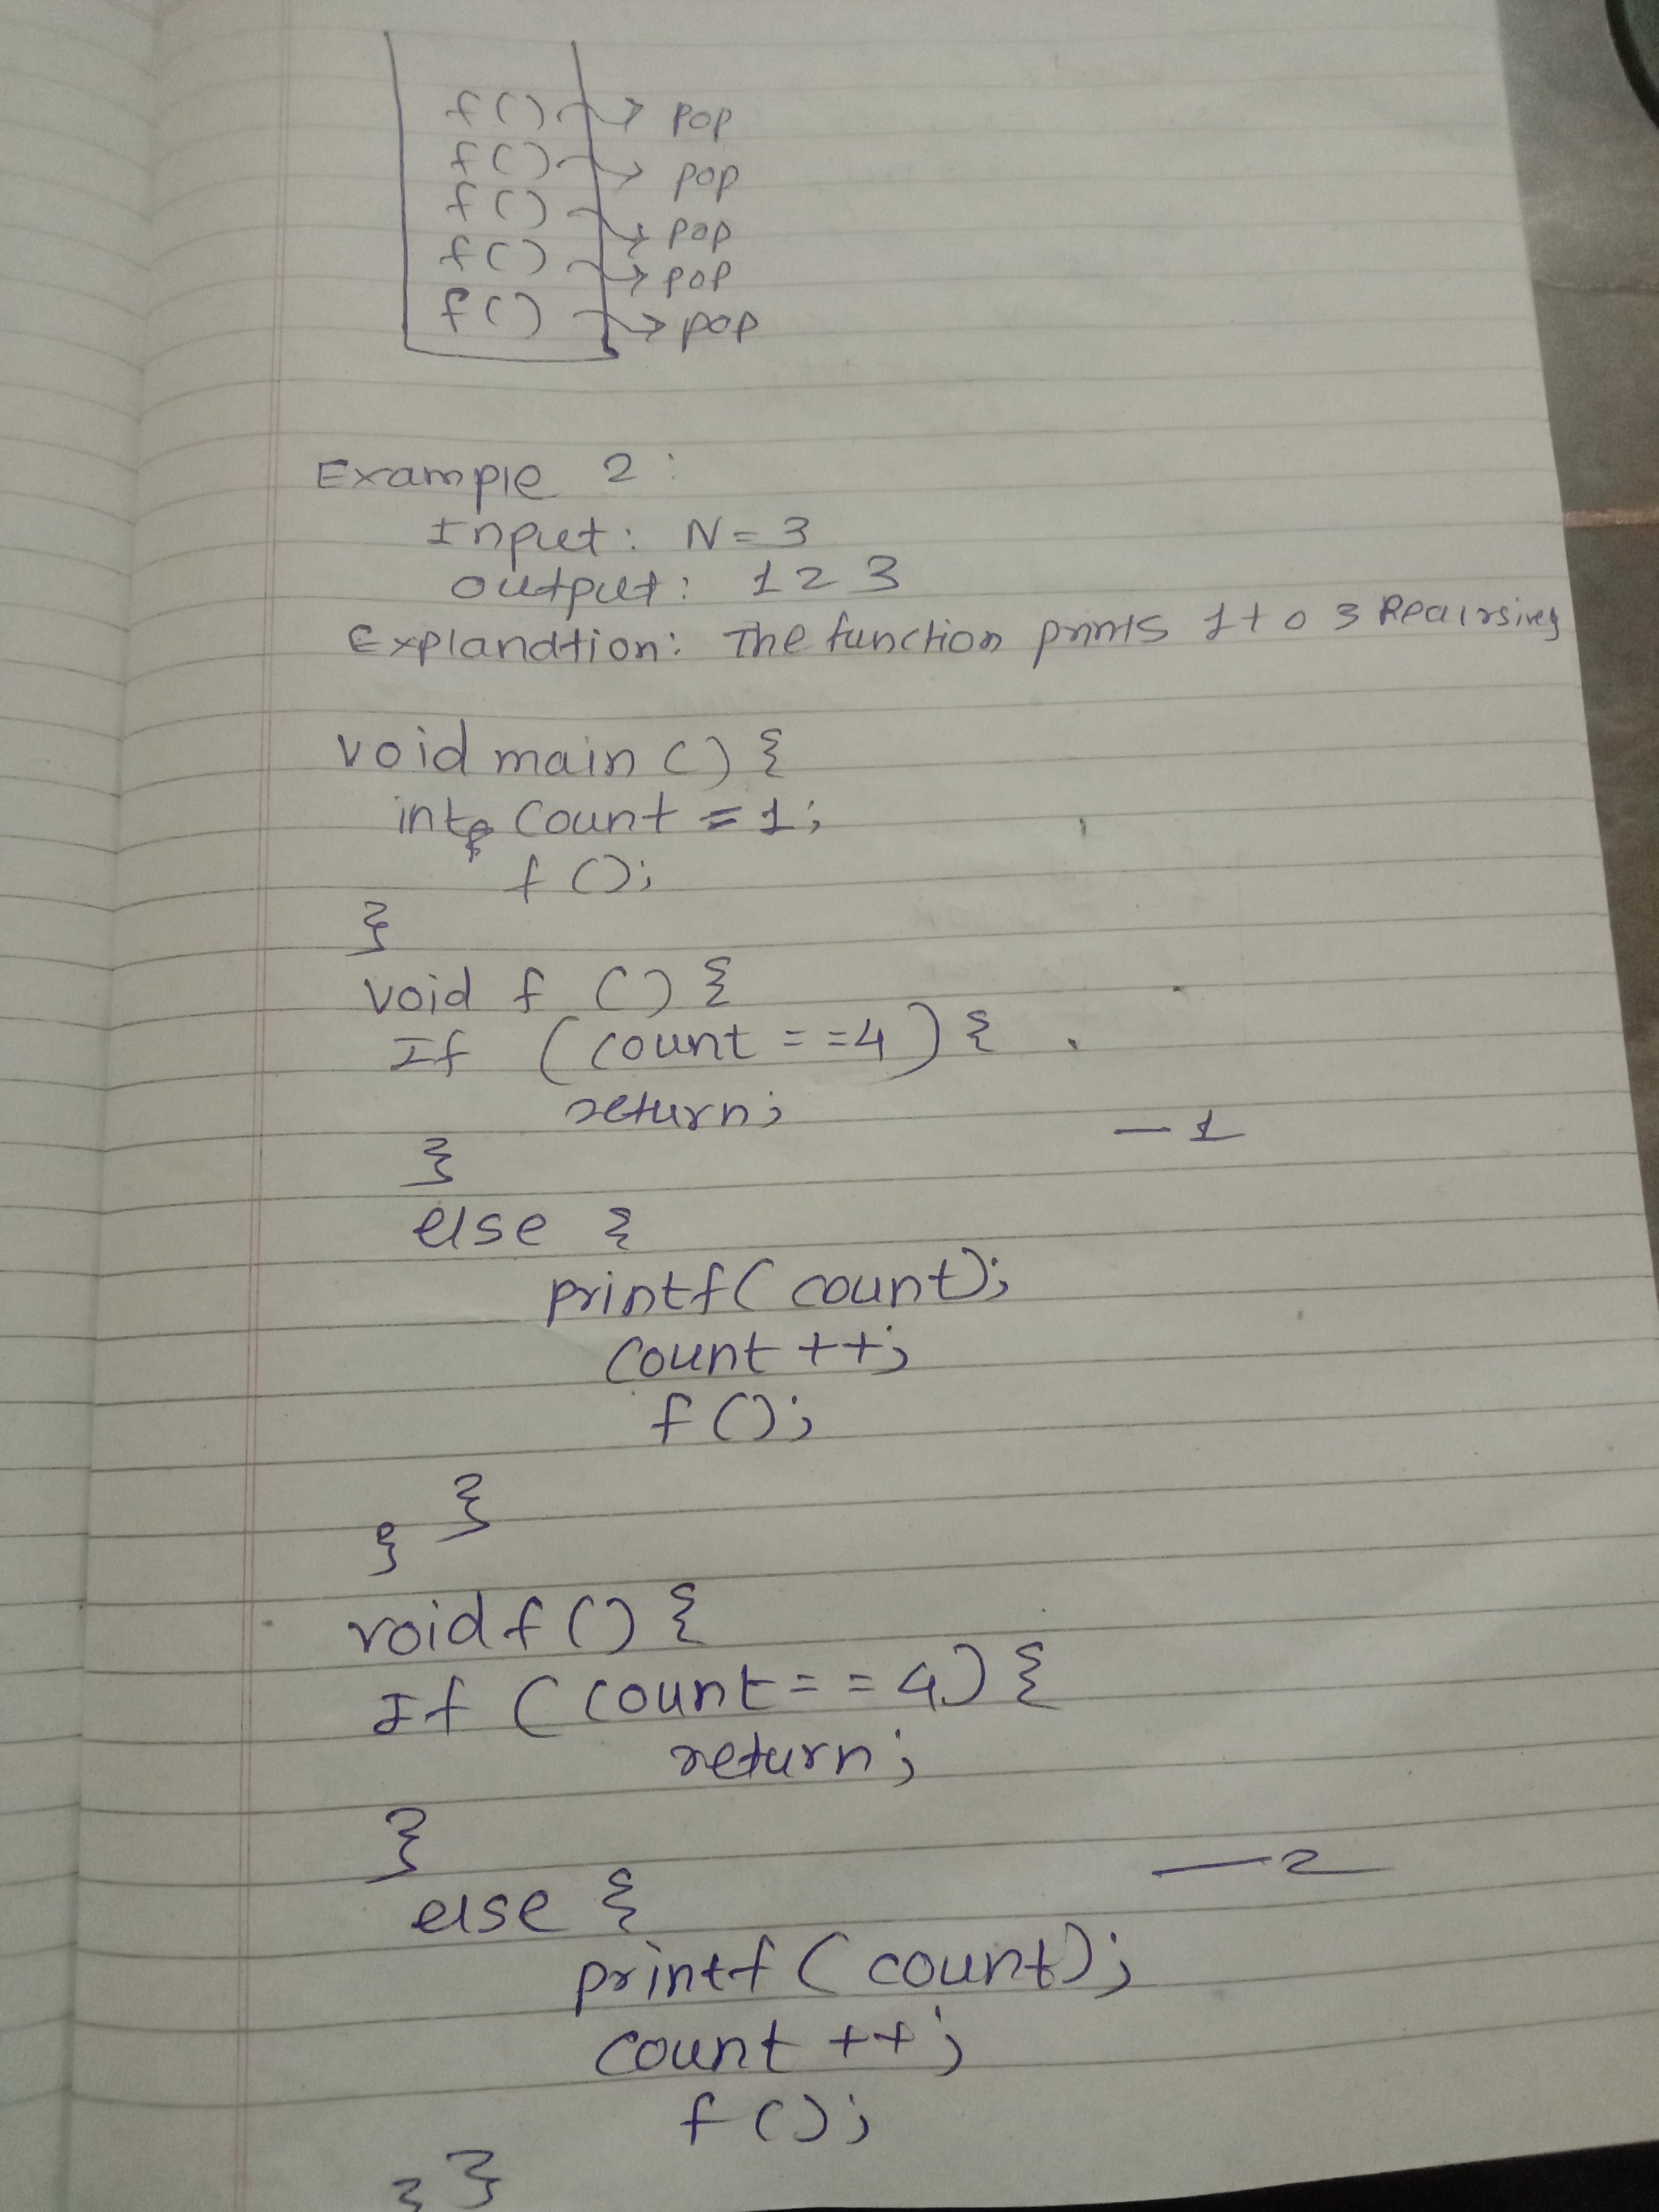 f() → pop
f() → pop
f() → pop
f() → pop
f() → pop
Example 2:
Input: N=3
output: 1 2 3
Explandtion: The function prints 1 to 3
void main () {
int count = 1;
f ();
}
void f () {
If (count ==4) {
return;
— 1
}
else {
printf( count);
count ++;
f ();
}
}
void f () {
If (count==4) {
return;
}
— 2
else {
printf (count);
count ++;
f ();
}
}